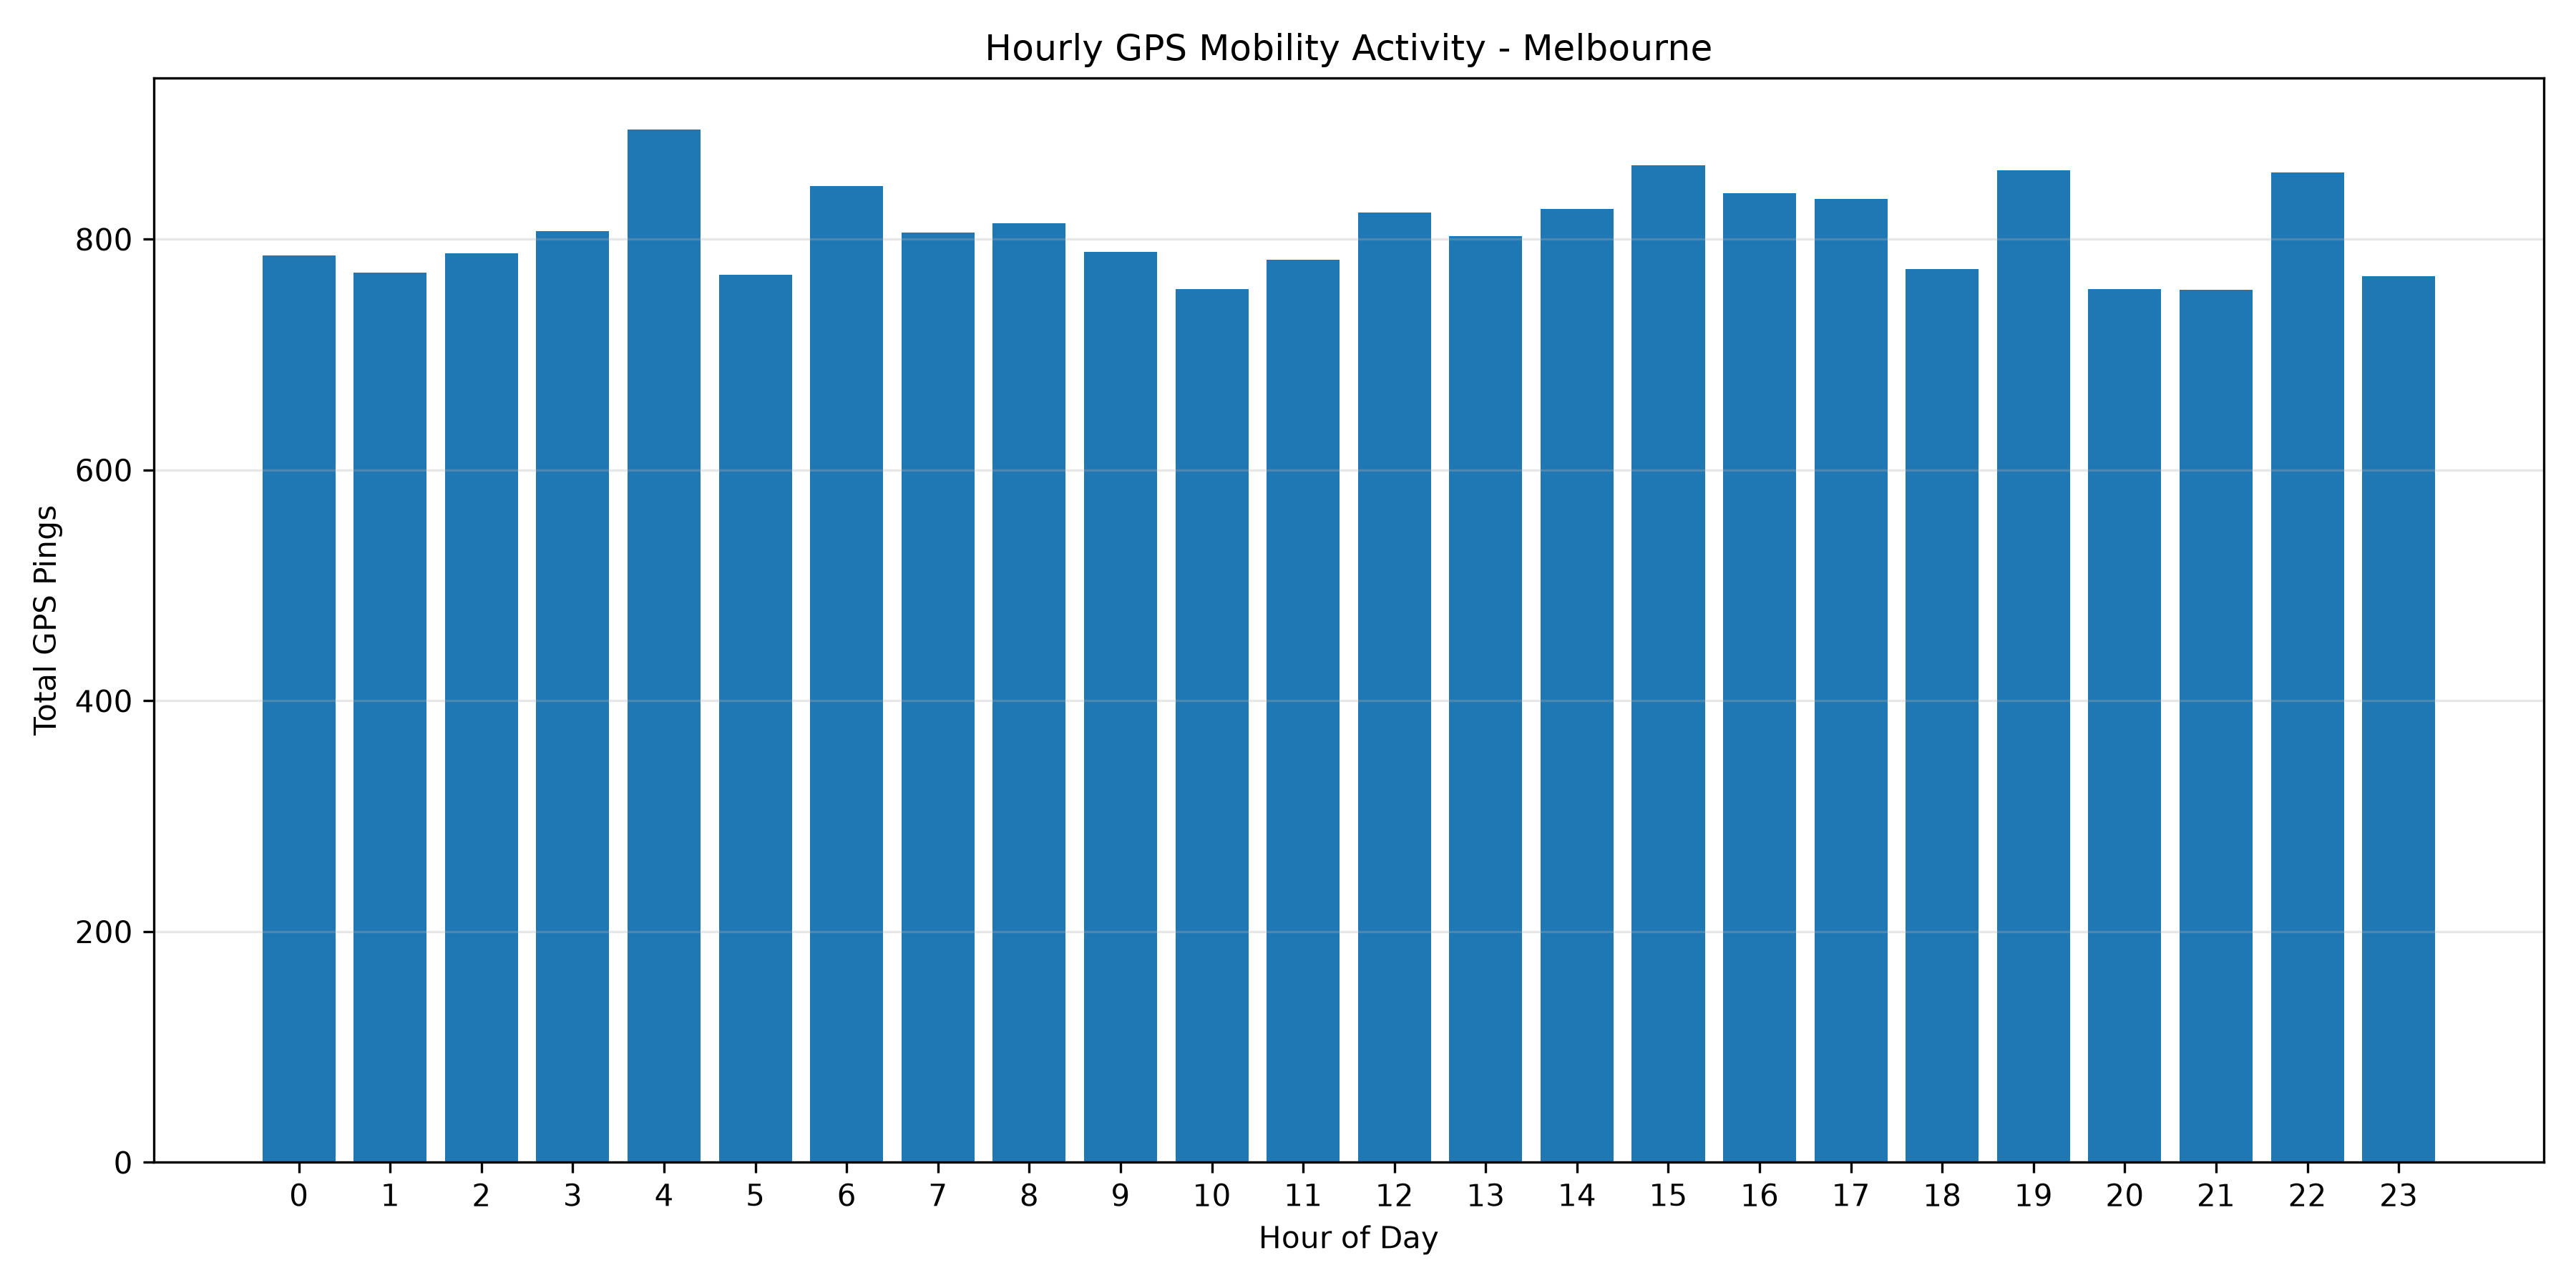 Hourly GPS Mobility Activity - Melbourne
Total GPS Pings
800
600
400
200
0
0 1 2 3 4 5 6 7 8 9 10 11 12 13 14 15 16 17 18 19 20 21 22 23
Hour of Day